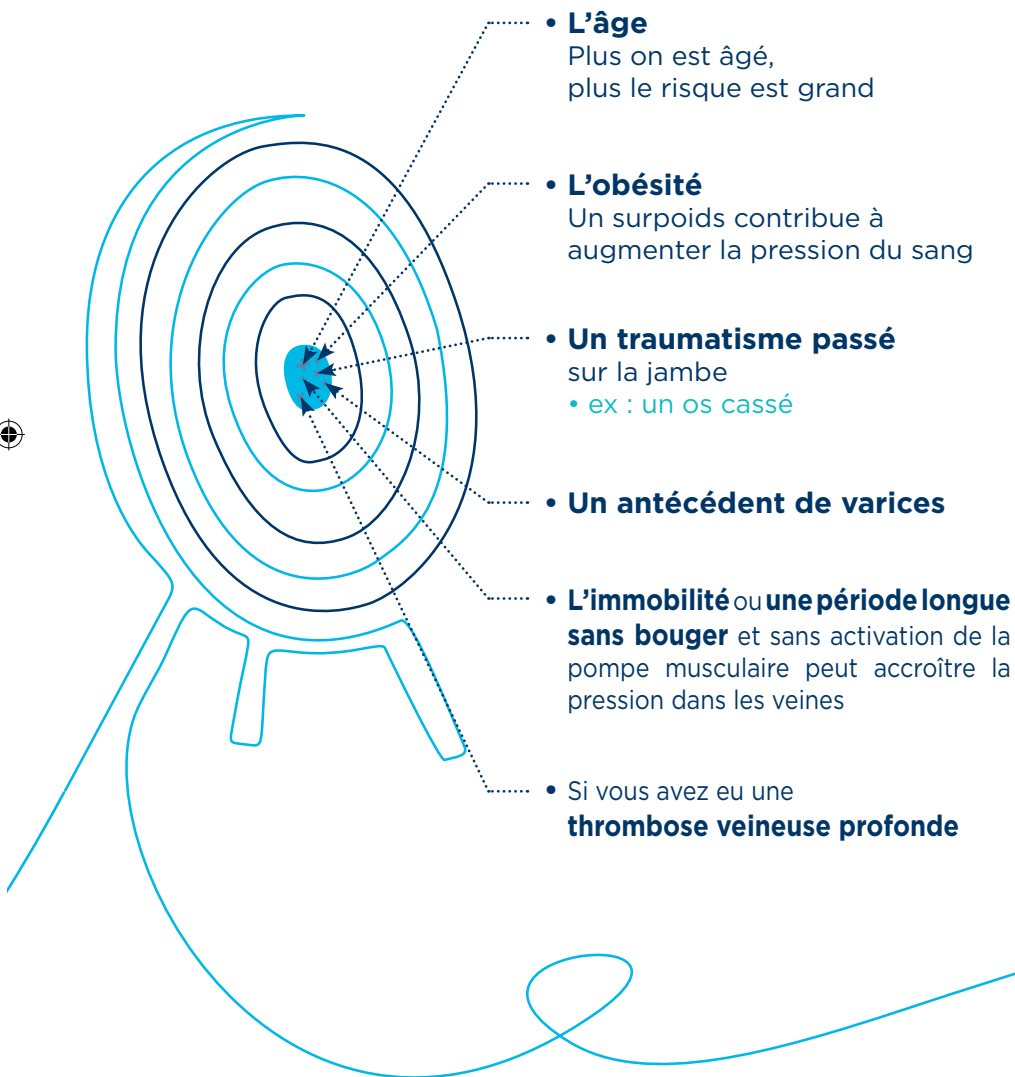 • L’âge
Plus on est âgé,
plus le risque est grand
• L’obésité
Un surpoids contribue à
augmenter la pression du sang
• Un traumatisme passé
sur la jambe
• ex : un os cassé
• Un antécédent de varices
• L’immobilité ou une période longue
sans bouger et sans activation de la
pompe musculaire peut accroître la
pression dans les veines
• Si vous avez eu une
thrombose veineuse profonde